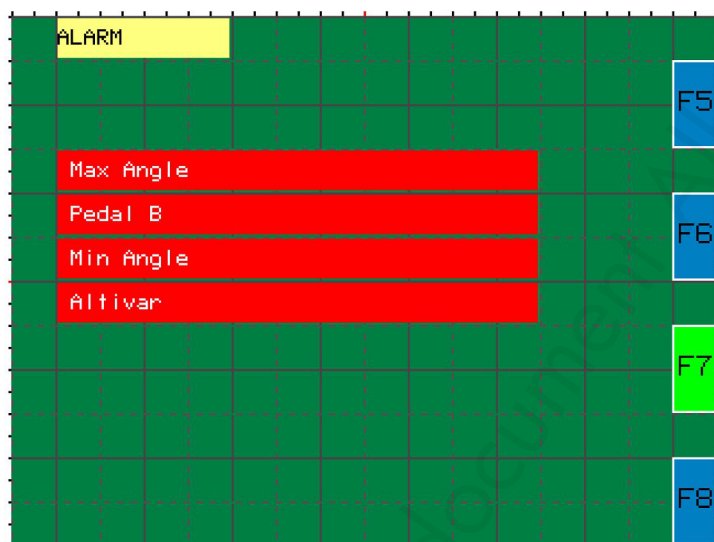 ALARM
F5
Max Angle
Pedal B
F6
Min Angle
Altivar
F7
F8